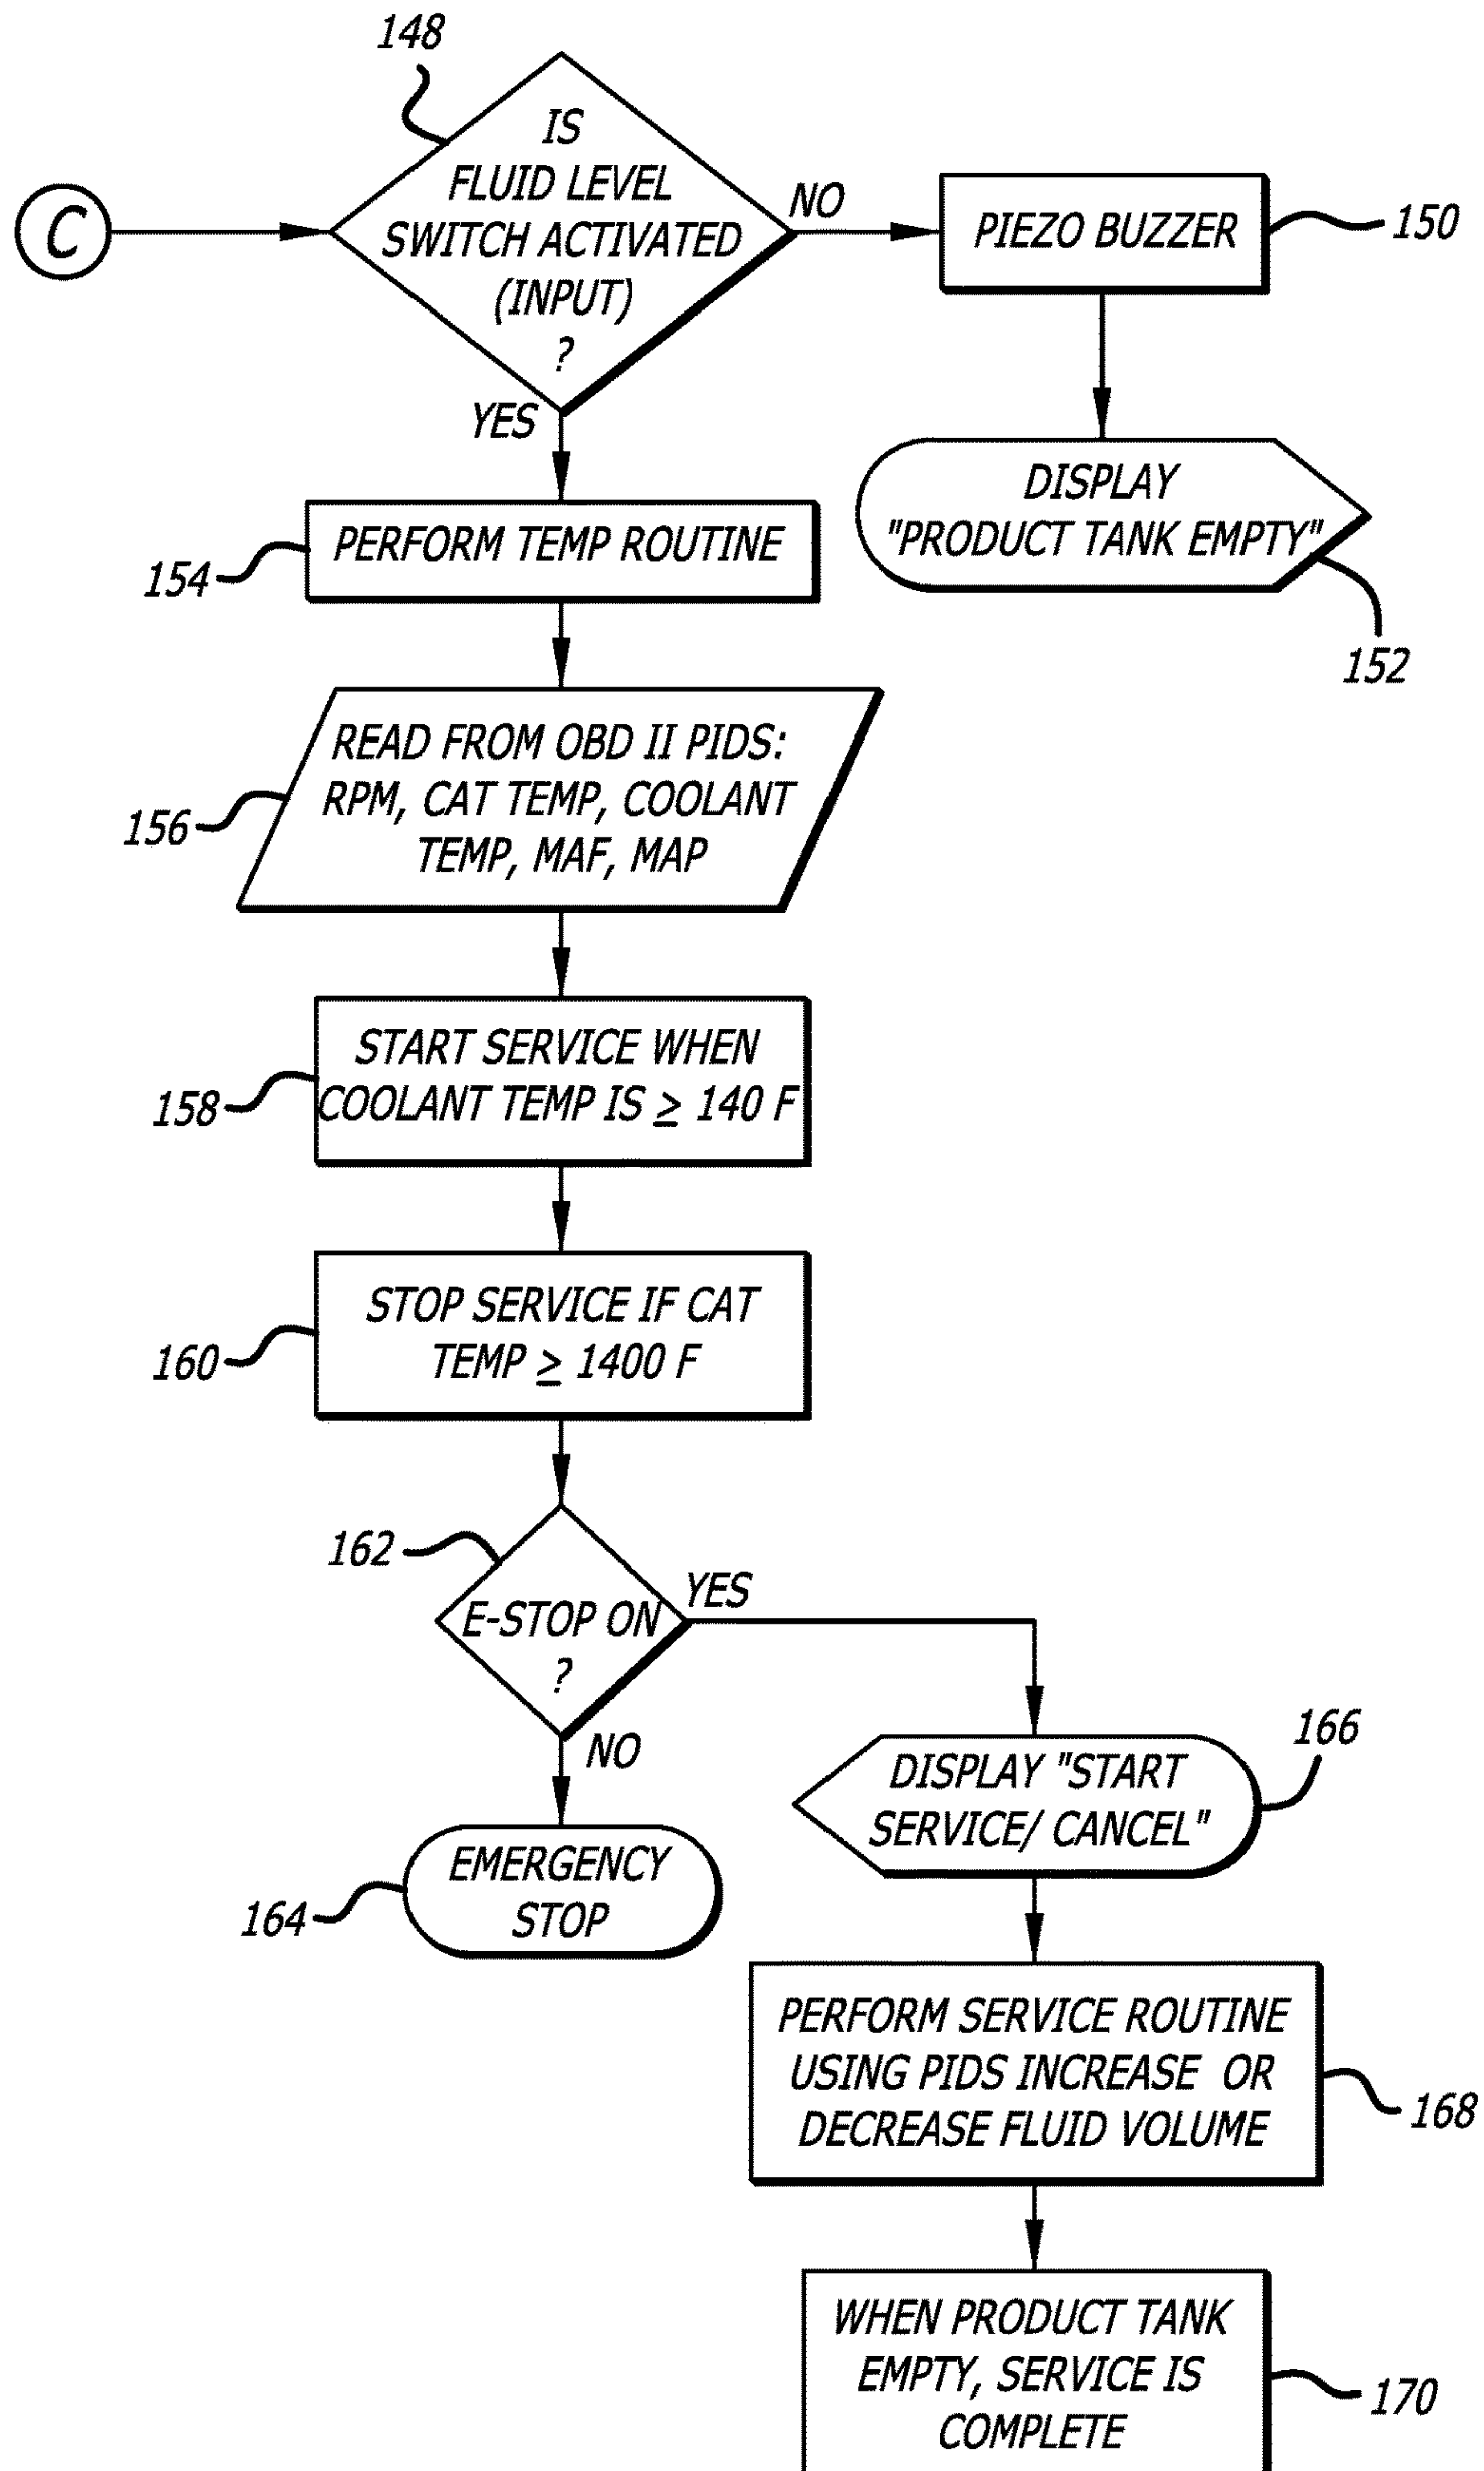 148
IS
FLUID LEVEL
SWITCH ACTIVATED
(INPUT)
?
C
NO
PIEZO BUZZER
150
YES
DISPLAY
"PRODUCT TANK EMPTY"
152
PERFORM TEMP ROUTINE
154
READ FROM OBD II PIDS:
RPM, CAT TEMP, COOLANT
TEMP, MAF, MAP
156
START SERVICE WHEN
COOLANT TEMP IS ≥ 140 F
158
STOP SERVICE IF CAT
TEMP ≥ 1400 F
160
162
E-STOP ON
?
YES
NO
EMERGENCY
STOP
164
DISPLAY "START
SERVICE/ CANCEL"
166
PERFORM SERVICE ROUTINE
USING PIDS INCREASE OR
DECREASE FLUID VOLUME
168
WHEN PRODUCT TANK
EMPTY, SERVICE IS
COMPLETE
170